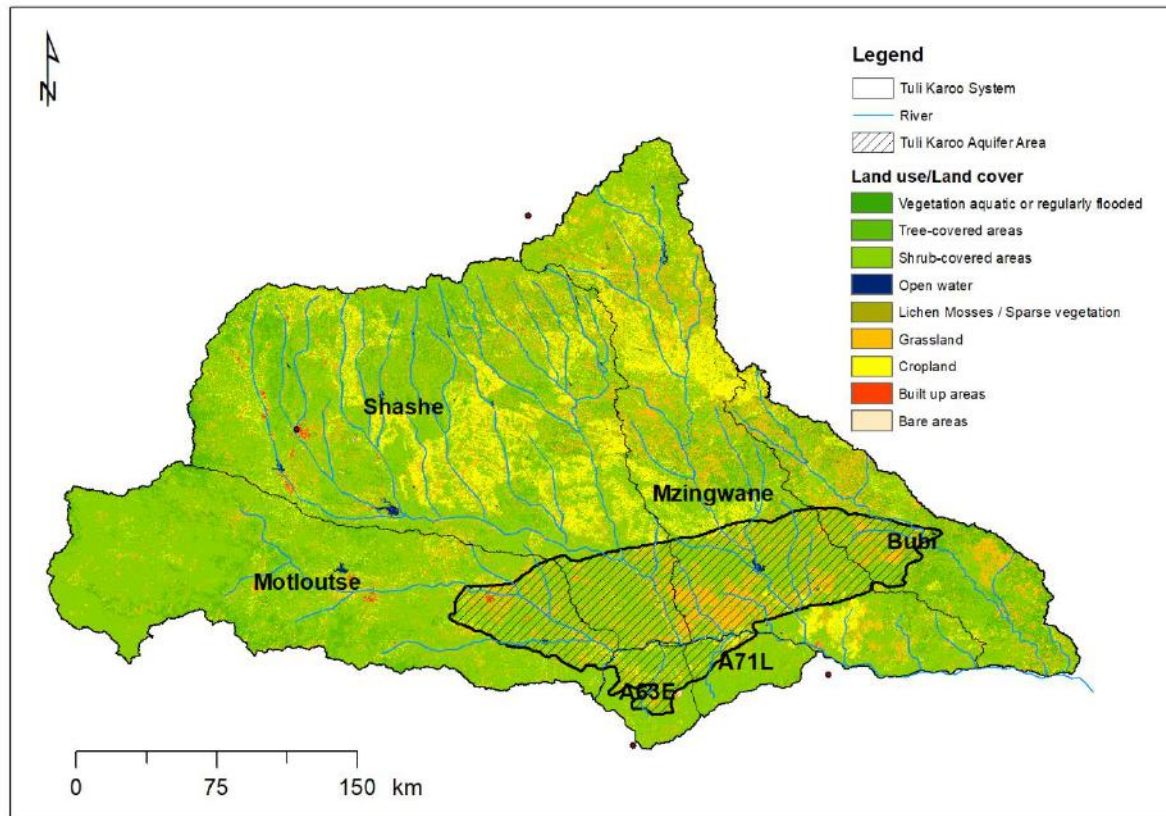 N
Legend
Tuli Karoo System
River
Tuli Karoo Aquifer Area
Land use/Land cover
Vegetation aquatic or regularly flooded
Tree-covered areas
Shrub-covered areas
Open water
Lichen Mosses / Sparse vegetation
Grassland
Cropland
Built up areas
Bare areas
Shashe
Mzingwane
Bubi
Motloutse
A71L
A63E
0 75 150 km